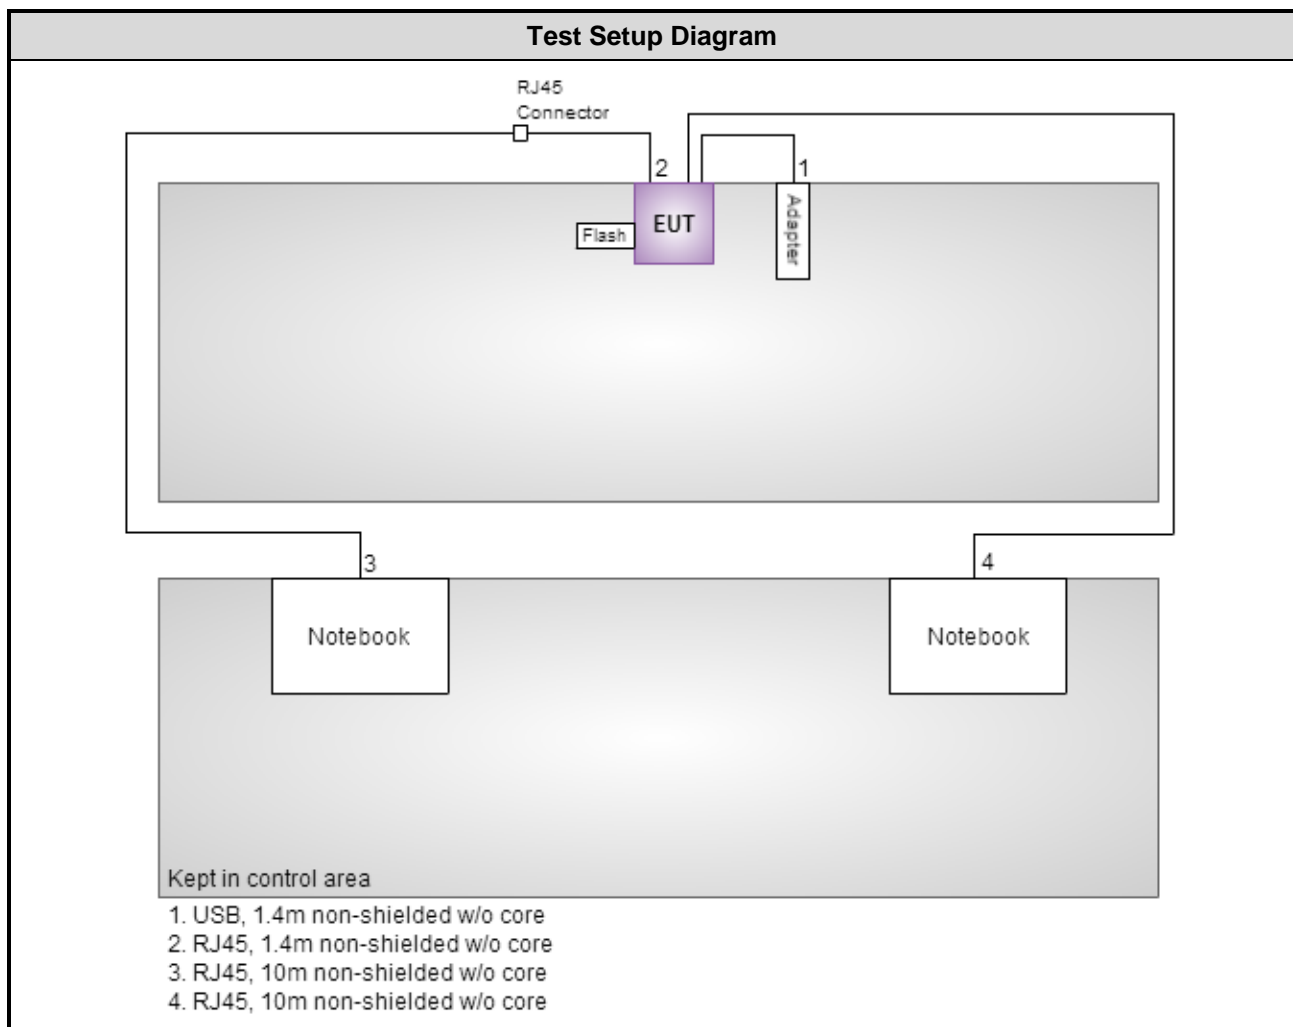 Test Setup Diagram
RJ45
Connector
2
1
EUT
Flash
Adapter
3
4
Notebook
Notebook
Kept in control area
1. USB, 1.4m non-shielded w/o core
2. RJ45, 1.4m non-shielded w/o core
3. RJ45, 10m non-shielded w/o core
4. RJ45, 10m non-shielded w/o core